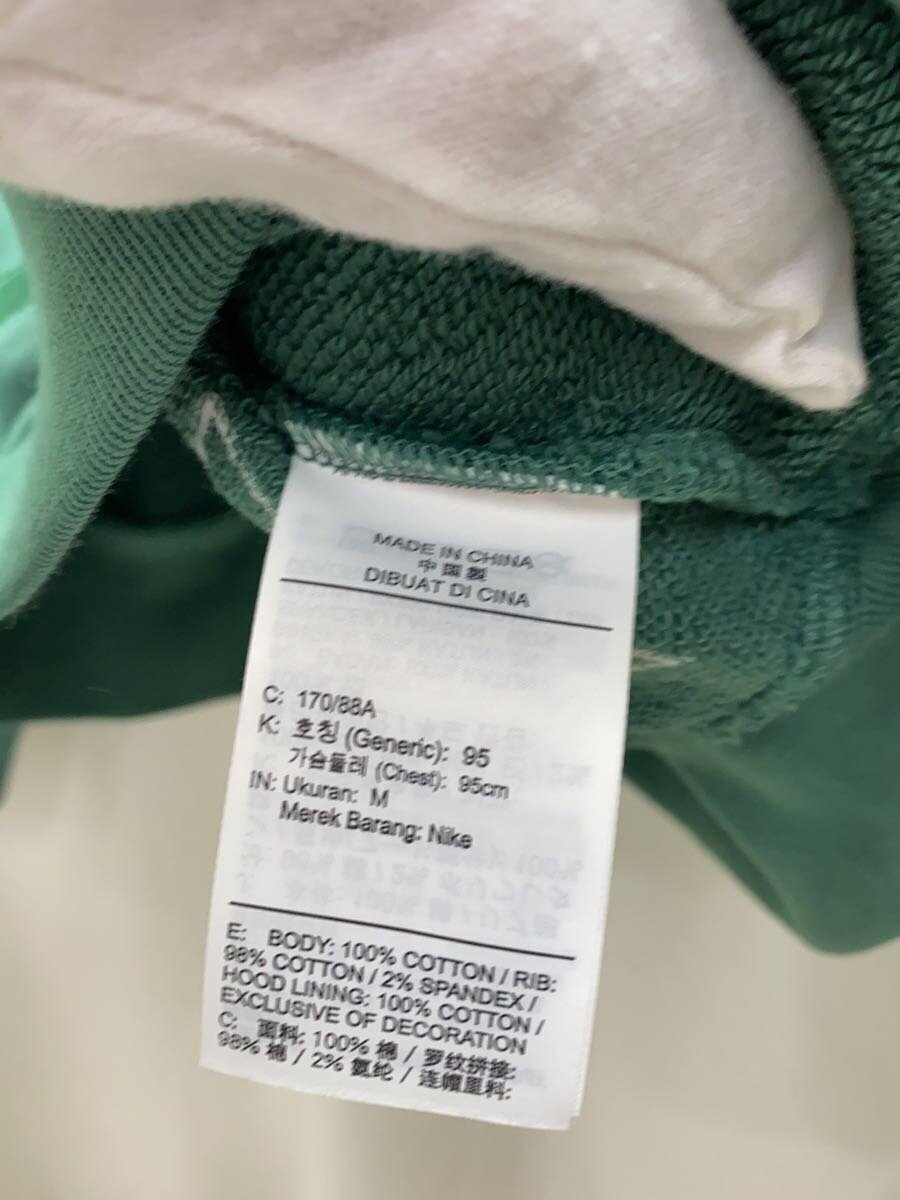 MADE IN CHINA
中国製
DIBUAT DI CINA
C: 170/88A
K: 호칭 (Generic): 95
가슴둘레 (Chest): 95cm
IN: Ukuran: M
Merek Barang: Nike
E: BODY: 100% COTTON / RIB:
98% COTTON / 2% SPANDEX /
HOOD LINING: 100% COTTON /
EXCLUSIVE OF DECORATION
C: 面料: 100% 棉 / 罗纹拼接:
98% 棉 / 2% 氨纶 / 连帽里料: